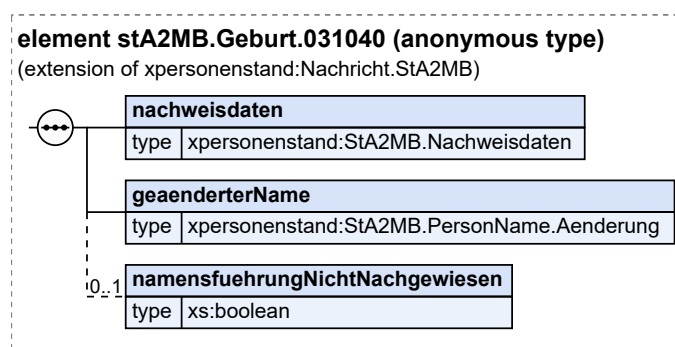 element stA2MB.Geburt.031040 (anonymous type)
(extension of xpersonenstand:Nachricht.StA2MB)
nachweisdaten
type xpersonenstand:StA2MB.Nachweisdaten
geaenderterName
type xpersonenstand:StA2MB.PersonName.Aenderung
0..1 namensfuehrungNichtNachgewiesen
type xs:boolean